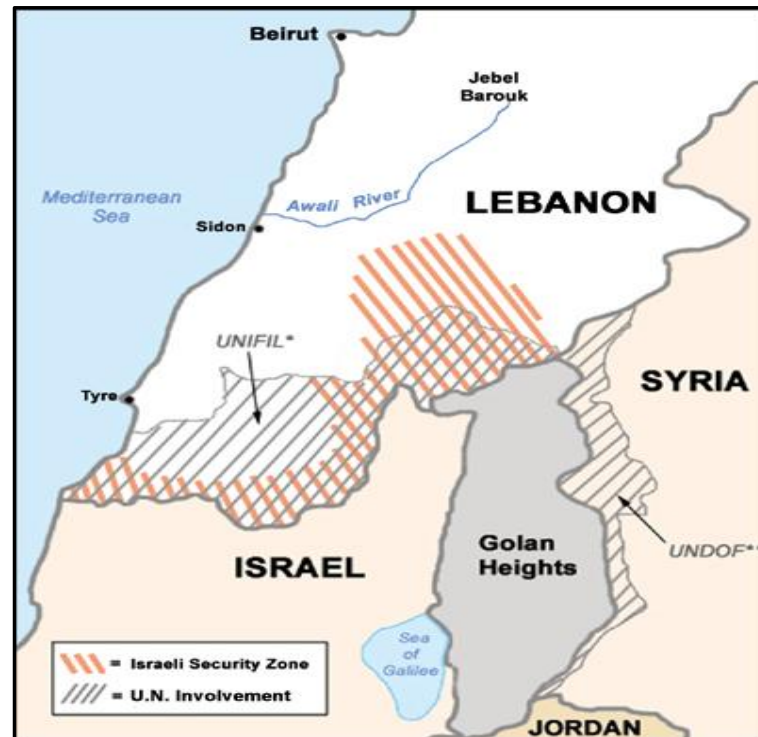 Beirut
Jebel
Barouk
Mediterranean
Sea
Awali River
LEBANON
Sidon
UNIFIL*
Tyre
SYRIA
Golan
Heights
ISRAEL
UNDOF**
Sea
of
Galilee
= Israeli Security Zone
= U.N. Involvement
JORDAN